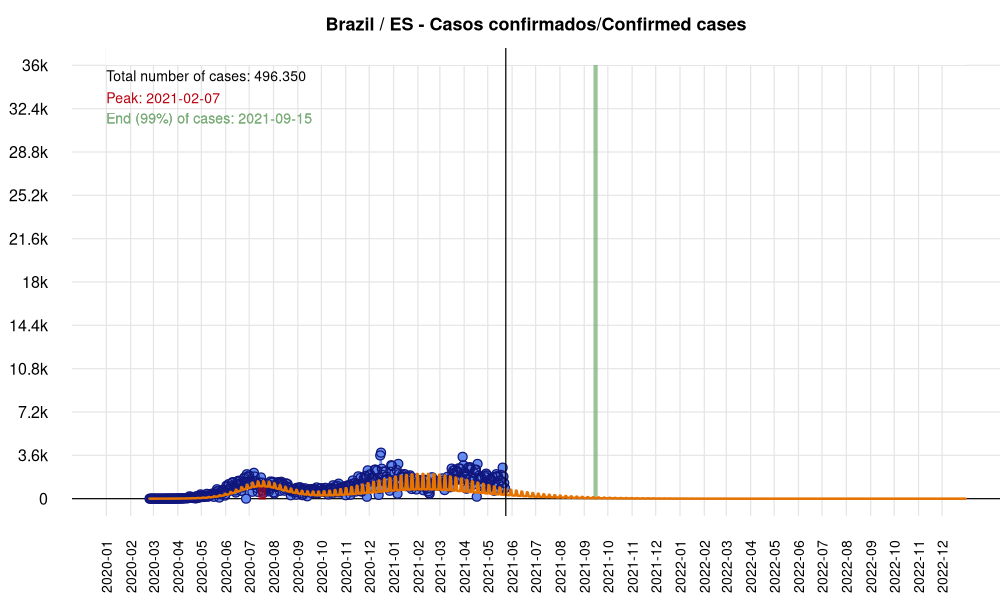 Brazil / ES - Casos confirmados/Confirmed cases
Total number of cases: 496.350
Peak: 2021-02-07
End (99%) of cases: 2021-09-15
36k
32.4k
28.8k
25.2k
21.6k
18k
14.4k
10.8k
7.2k
3.6k
0
2020-01
2020-02
2020-03
2020-04
2020-05
2020-06
2020-07
2020-08
2020-09
2020-10
2020-11
2020-12
2021-01
2021-02
2021-03
2021-04
2021-05
2021-06
2021-07
2021-08
2021-09
2021-10
2021-11
2021-12
2022-01
2022-02
2022-03
2022-04
2022-05
2022-06
2022-07
2022-08
2022-09
2022-10
2022-11
2022-12